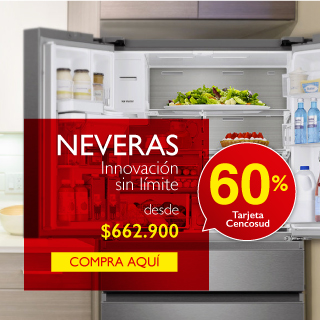 NEVERAS
Innovación
sin límite
desde
$662.900
COMPRA AQUÍ
60%
Tarjeta
Cencosud